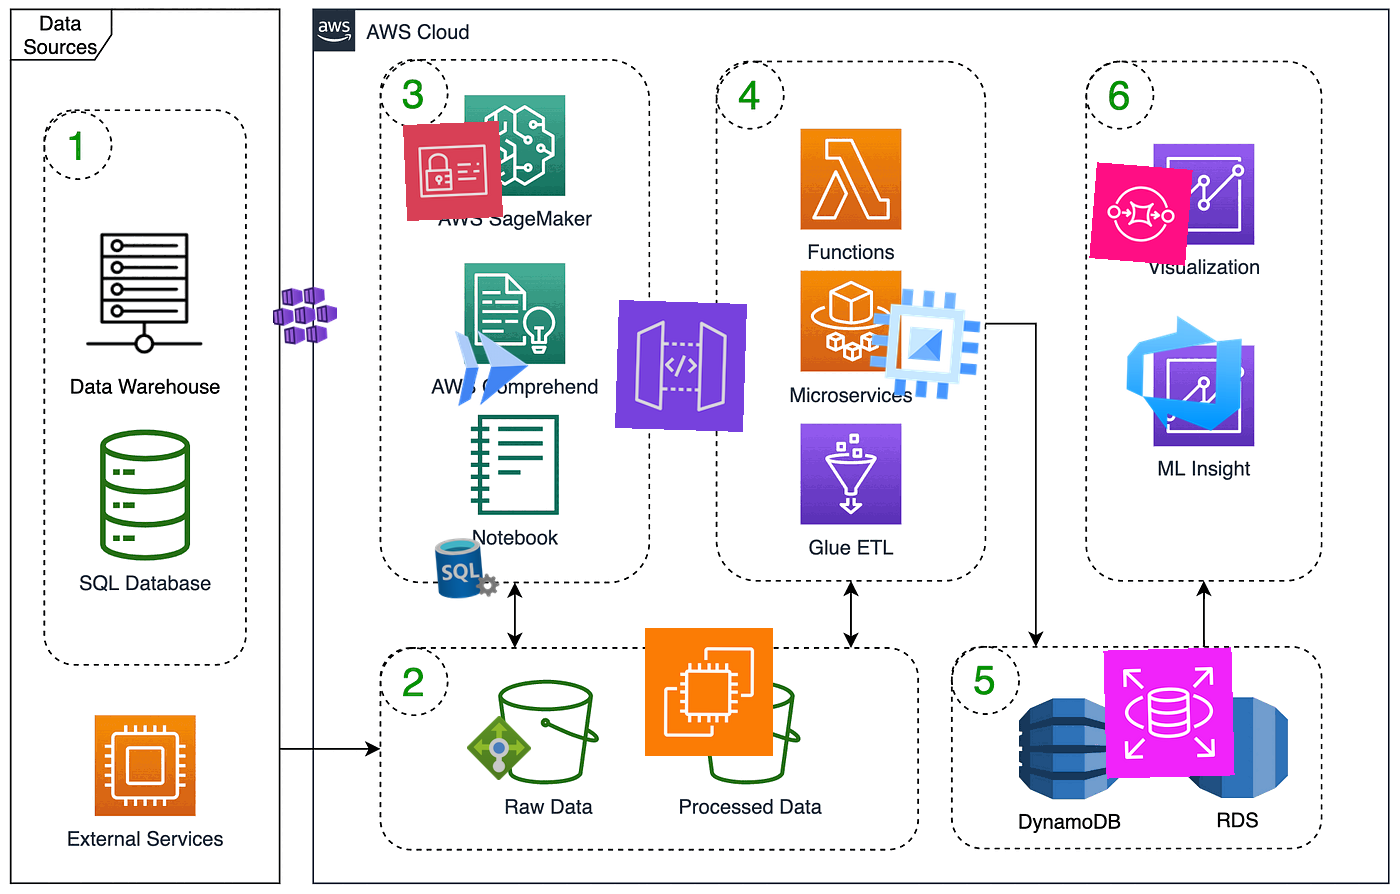 Data
Sources
aws
AWS Cloud
1
Data Warehouse
SQL Database
External Services
3
AWS SageMaker
AWS Comprehend
Notebook
SQL
</>
4
Functions
Microservices
Glue ETL
6
Visualization
ML Insight
2
Raw Data
Processed Data
5
DynamoDB
RDS